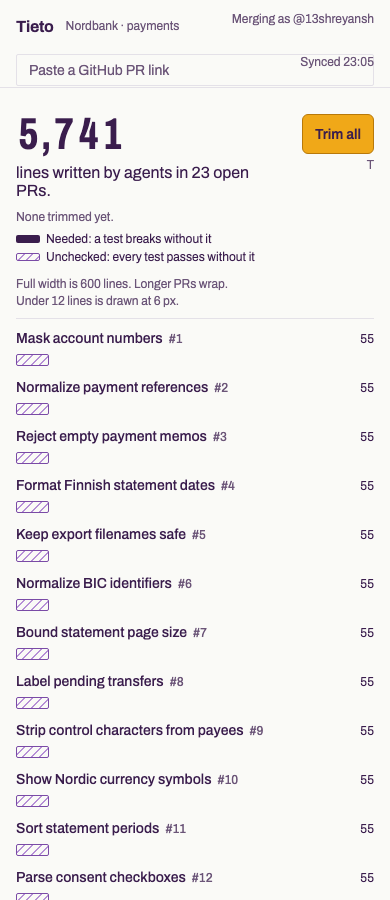 Tieto
Nordbank · payments
Merging as @13shreyansh
Paste a GitHub PR link
Synced 23:05
5,741
Trim all
T
lines written by agents in 23 open
PRs.
None trimmed yet.
Needed: a test breaks without it
Unchecked: every test passes without it
Full width is 600 lines. Longer PRs wrap.
Under 12 lines is drawn at 6 px.
Mask account numbers #1 55
Normalize payment references #2 55
Reject empty payment memos #3 55
Format Finnish statement dates #4 55
Keep export filenames safe #5 55
Normalize BIC identifiers #6 55
Bound statement page size #7 55
Label pending transfers #8 55
Strip control characters from payees #9 55
Show Nordic currency symbols #10 55
Sort statement periods #11 55
Parse consent checkboxes #12 55